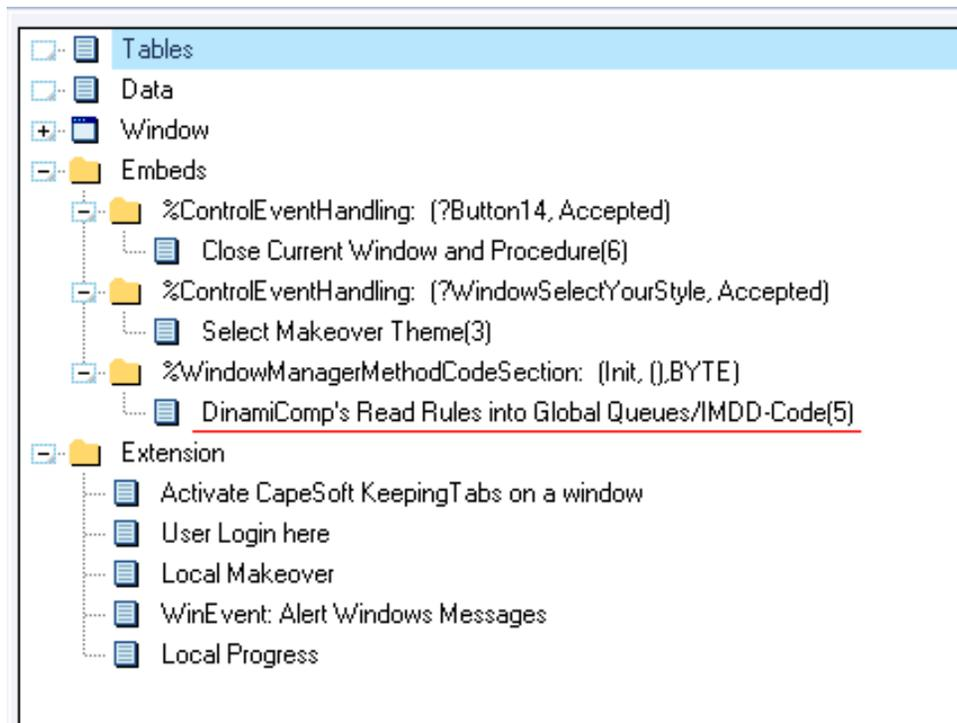 Tables
Data
Window
Embeds
%ControlEventHandling: (?Button14, Accepted)
Close Current Window and Procedure(6)
%ControlEventHandling: (?WindowSelectYourStyle, Accepted)
Select Makeover Theme(3)
%WindowManagerMethodCodeSection: (Init, (),BYTE)
DinamiComp's Read Rules into Global Queues/IMDD-Code(5)
Extension
Activate CapeSoft KeepingTabs on a window
User Login here
Local Makeover
WinEvent: Alert Windows Messages
Local Progress